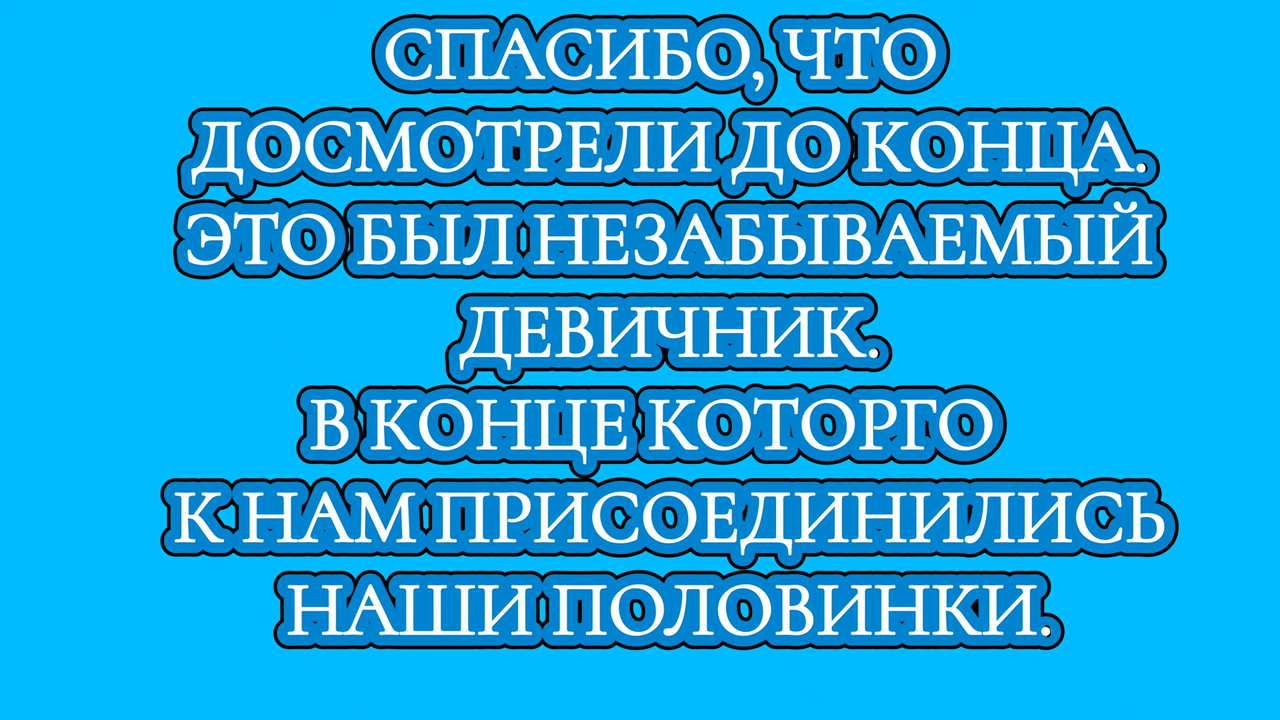 СПАСИБО, ЧТО
ДОСМОТРЕЛИ ДО КОНЦА.
ЭТО БЫЛ НЕЗАБЫВАЕМЫЙ
ДЕВИЧНИК.
В КОНЦЕ КОТОРГО
К НАМ ПРИСОЕДИНИЛИСЬ
НАШИ ПОЛОВИНКИ.